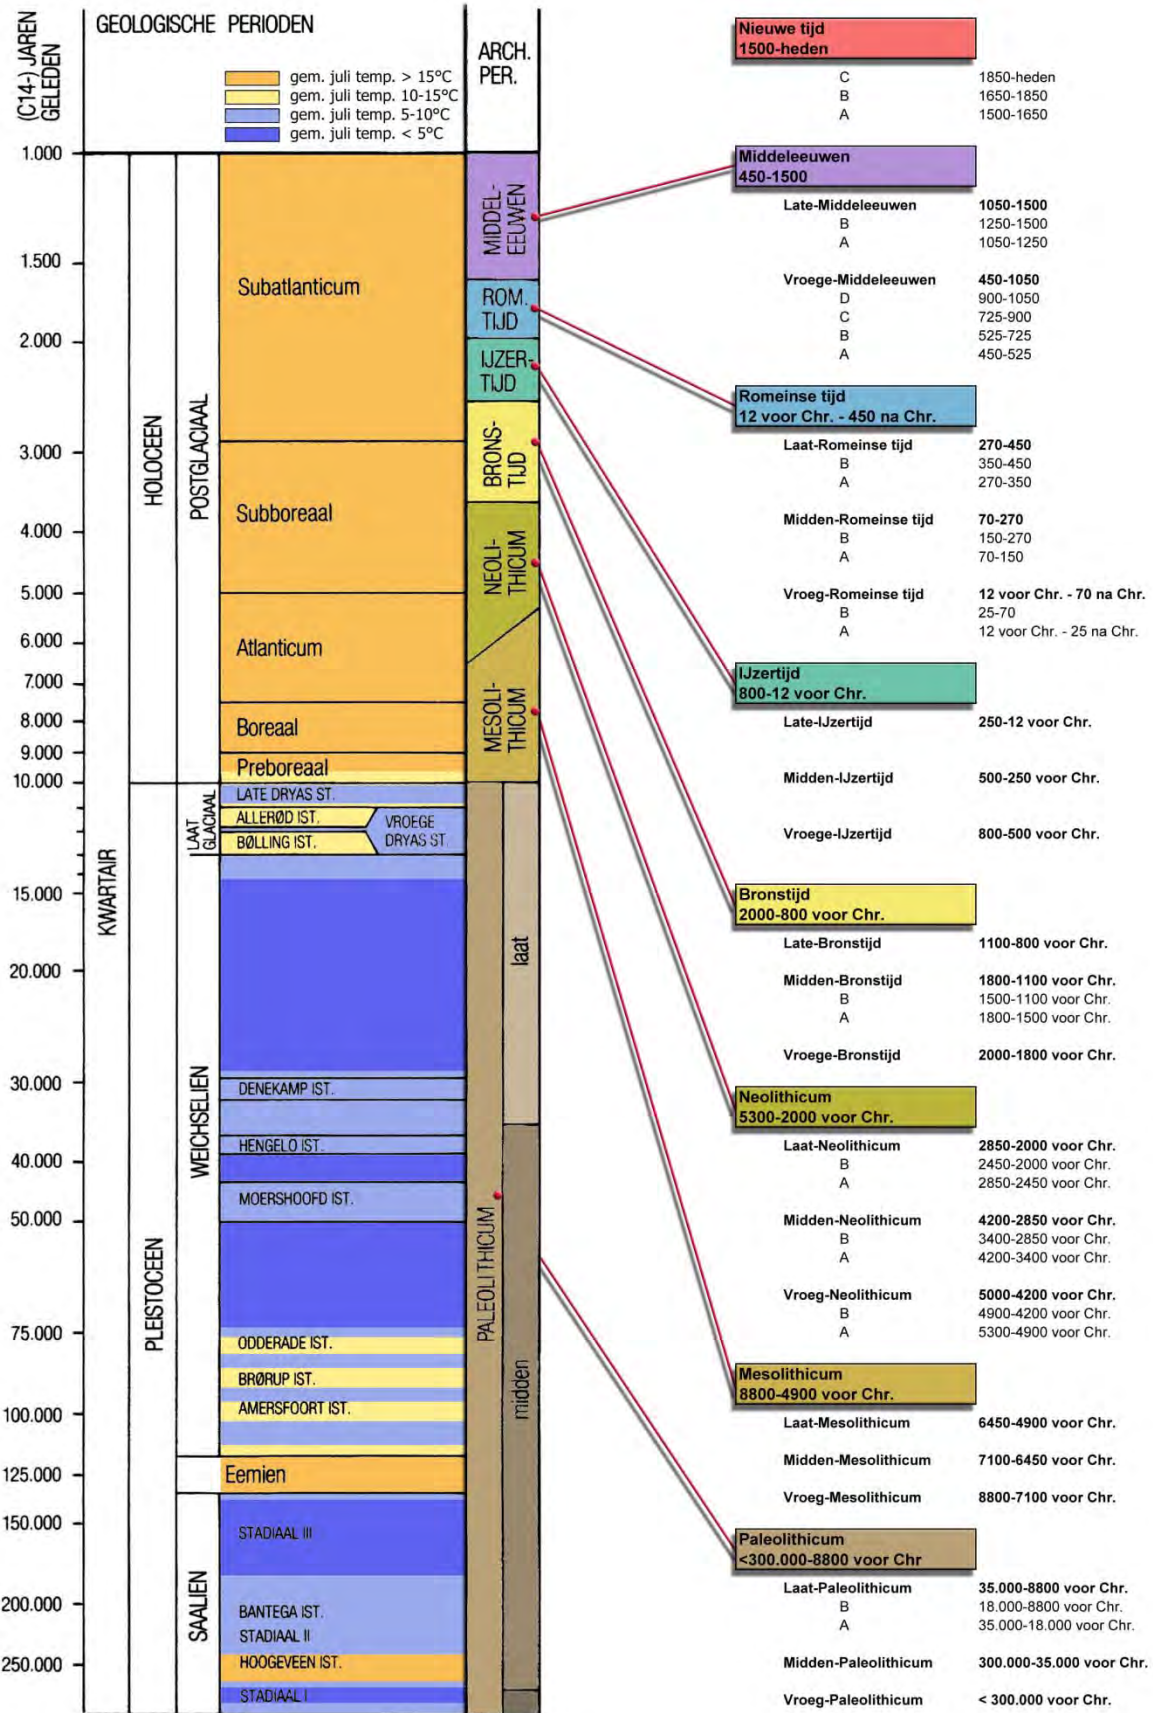 (C14-) JAREN
GELEDEN
GEOLOGISCHE PERIODEN
gem. juli temp. > 15°C
gem. juli temp. 10-15°C
gem. juli temp. 5-10°C
gem. juli temp. < 5°C
ARCH.
PER.
1.000
1.500
2.000
3.000
4.000
5.000
6.000
7.000
8.000
9.000
10.000
15.000
20.000
30.000
40.000
50.000
75.000
100.000
125.000
150.000
200.000
250.000
KWARTAIR
HOLOCEEN
PLEISTOCEEN
POSTGLACIAAL
LAAT
GLACIAAL
WEICHSELIEN
SAALIEN
Subatlanticum
Subboreaal
Atlanticum
Boreaal
Preboreaal
LATE DRYAS ST.
ALLERØD IST.
VROEGE
DRYAS ST.
BØLLING IST.
DENEKAMP IST.
HENGELO IST.
MOERSHOOFD IST.
ODDERADE IST.
BRØRUP IST.
AMERSFOORT IST.
Eemien
STADIAAL III
BANTEGA IST.
STADIAAL II
HOOGEVEEN IST.
STADIAAL I
MIDDEL-
EEUWEN
ROM.
TIJD
IJZER-
TIJD
BRONS-
TIJD
NEOLI-
THICUM
MESOLI-
THICUM
PALEOLITHICUM
laat
midden
Nieuwe tijd
1500-heden
C 1850-heden
B 1650-1850
A 1500-1650
Middeleeuwen
450-1500
Late-Middeleeuwen 1050-1500
B 1250-1500
A 1050-1250
Vroege-Middeleeuwen 450-1050
D 900-1050
C 725-900
B 525-725
A 450-525
Romeinse tijd
12 voor Chr. - 450 na Chr.
Laat-Romeinse tijd 270-450
B 350-450
A 270-350
Midden-Romeinse tijd 70-270
B 150-270
A 70-150
Vroeg-Romeinse tijd 12 voor Chr. - 70 na Chr.
B 25-70
A 12 voor Chr. - 25 na Chr.
IJzertijd
800-12 voor Chr.
Late-IJzertijd 250-12 voor Chr.
Midden-IJzertijd 500-250 voor Chr.
Vroege-IJzertijd 800-500 voor Chr.
Bronstijd
2000-800 voor Chr.
Late-Bronstijd 1100-800 voor Chr.
Midden-Bronstijd 1800-1100 voor Chr.
B 1500-1100 voor Chr.
A 1800-1500 voor Chr.
Vroege-Bronstijd 2000-1800 voor Chr.
Neolithicum
5300-2000 voor Chr.
Laat-Neolithicum 2850-2000 voor Chr.
B 2450-2000 voor Chr.
A 2850-2450 voor Chr.
Midden-Neolithicum 4200-2850 voor Chr.
B 3400-2850 voor Chr.
A 4200-3400 voor Chr.
Vroeg-Neolithicum 5000-4200 voor Chr.
B 4900-4200 voor Chr.
A 5300-4900 voor Chr.
Mesolithicum
8800-4900 voor Chr.
Laat-Mesolithicum 6450-4900 voor Chr.
Midden-Mesolithicum 7100-6450 voor Chr.
Vroeg-Mesolithicum 8800-7100 voor Chr.
Paleolithicum
<300.000-8800 voor Chr
Laat-Paleolithicum 35.000-8800 voor Chr.
B 18.000-8800 voor Chr.
A 35.000-18.000 voor Chr.
Midden-Paleolithicum 300.000-35.000 voor Chr.
Vroeg-Paleolithicum < 300.000 voor Chr.